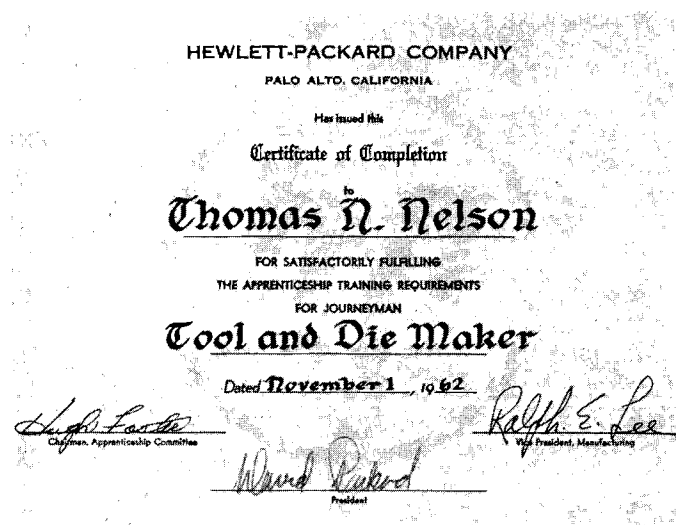 HEWLETT-PACKARD COMPANY
PALO ALTO, CALIFORNIA
Has issued this
Certificate of Completion
to
Thomas N. Nelson
FOR SATISFACTORILY FULFILLING
THE APPRENTICESHIP TRAINING REQUIREMENTS
FOR JOURNEYMAN
Tool and Die Maker
Dated November 1, 1962
Ralph. E. Lee
Chairman, Apprenticeship Committee
Vice President, Manufacturing
David Packard
President